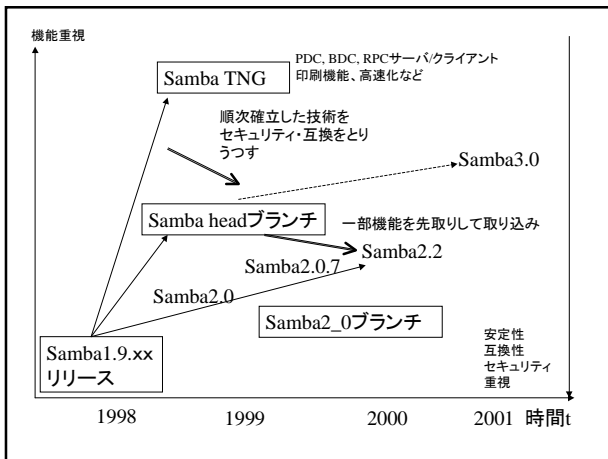 機能重視
PDC, BDC, RPCサーバ/クライアント
印刷機能、高速化など
Samba TNG
順次確立した技術を
セキュリティ・互換をとり
うつす
Samba3.0
Samba headブランチ
一部機能を先取りして取り込み
Samba2.2
Samba2.0.7
Samba2.0
Samba2_0ブランチ
安定性
互換性
セキュリティ
重視
Samba1.9.xx
リリース
1998
1999
2000
2001
時間t